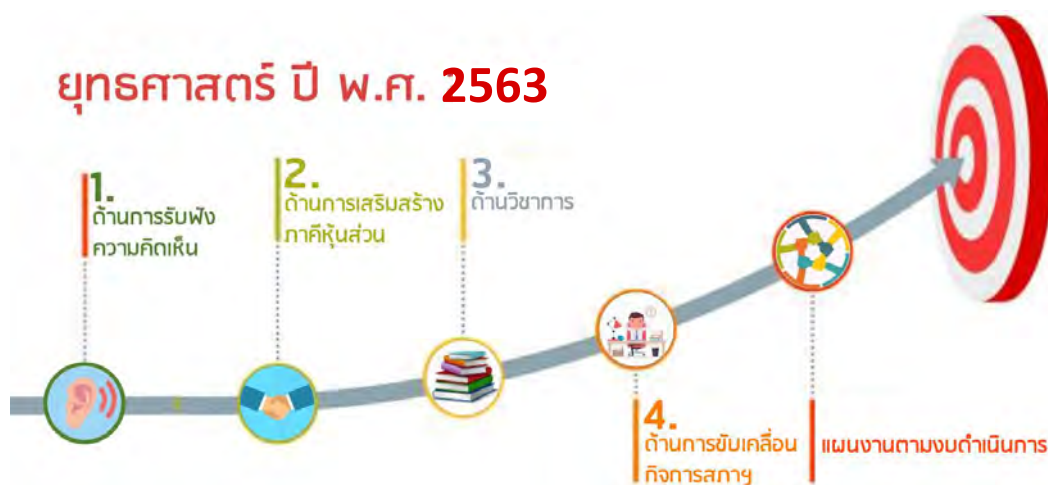 ยุทธศาสตร์ ปี พ.ศ. 2563
1.
ด้านการรับฟัง
ความคิดเห็น
2.
ด้านการเสริมสร้าง
ภาคีหุ้นส่วน
3.
ด้านวิชาการ
4.
ด้านการขับเคลื่อน
กิจการสภาฯ
แผนงานตามงบดำเนินการ